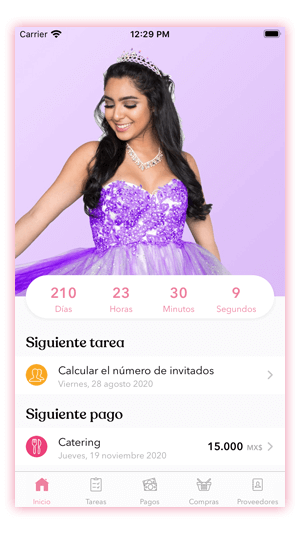 Carrier 12:29 PM
210 23 30 9
Días Horas Minutos Segundos
Siguiente tarea
Calcular el número de invitados
Viernes, 28 agosto 2020
Siguiente pago
Catering 15.000 MX$
Jueves, 19 noviembre 2020
Inicio Tareas Pagos Compras Proveedores